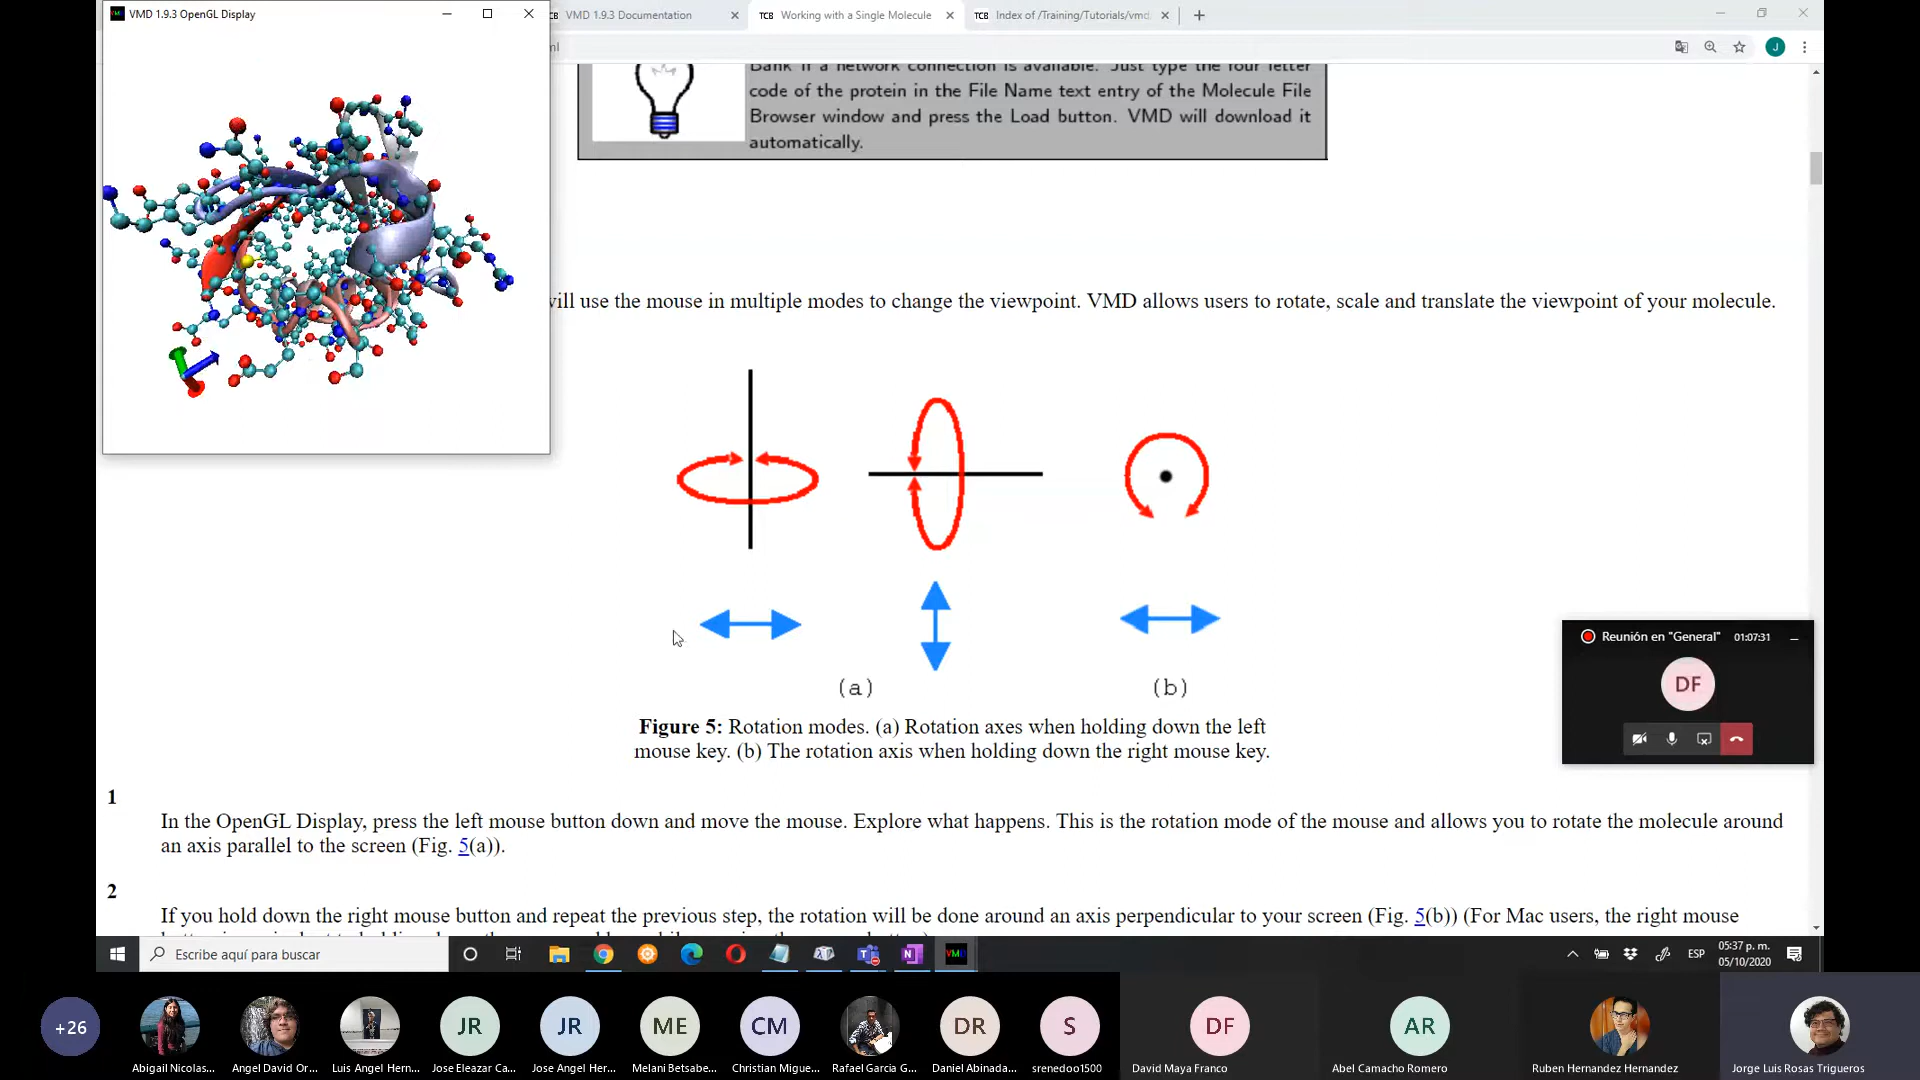 VMD 1.9.3 OpenGL Display
VMD 1.9.3 Documentation
Working with a Single Molecule
Index of /Training/Tutorials/vmd
Bank if a network connection is available. Just type the four letter
code of the protein in the File Name text entry of the Molecule File
Browser window and press the Load button. VMD will download it
automatically.
will use the mouse in multiple modes to change the viewpoint. VMD allows users to rotate, scale and translate the viewpoint of your molecule.
(a)
(b)
Figure 5: Rotation modes. (a) Rotation axes when holding down the left
mouse key. (b) The rotation axis when holding down the right mouse key.
Reunión en "General" 01:07:31
DF
1
In the OpenGL Display, press the left mouse button down and move the mouse. Explore what happens. This is the rotation mode of the mouse and allows you to rotate the molecule around
an axis parallel to the screen (Fig. 5(a)).
2
If you hold down the right mouse button and repeat the previous step, the rotation will be done around an axis perpendicular to your screen (Fig. 5(b)) (For Mac users, the right mouse
Escribe aquí para buscar
ESP
05:37 p. m.
05/10/2020
+26
JR
JR
ME
CM
DR
S
DF
AR
Abigail Nicolas...
Angel David Or...
Luis Angel Hern...
Jose Eleazar Ca...
Jose Angel Her...
Melani Betsabe...
Christian Migue...
Rafael Garcia G...
Daniel Abinada...
srenedoo1500
David Maya Franco
Abel Camacho Romero
Ruben Hernandez Hernandez
Jorge Luis Rosas Trigueros